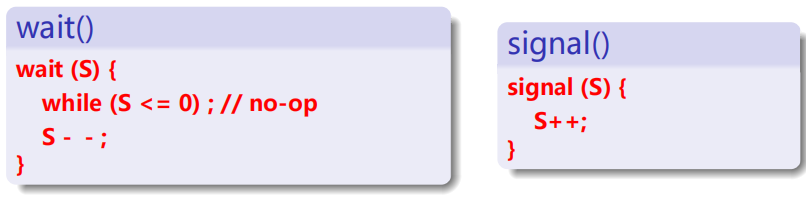 wait()
wait (S) {
while (S <= 0) ; // no-op
S - - ;
}
signal()
signal (S) {
S++;
}